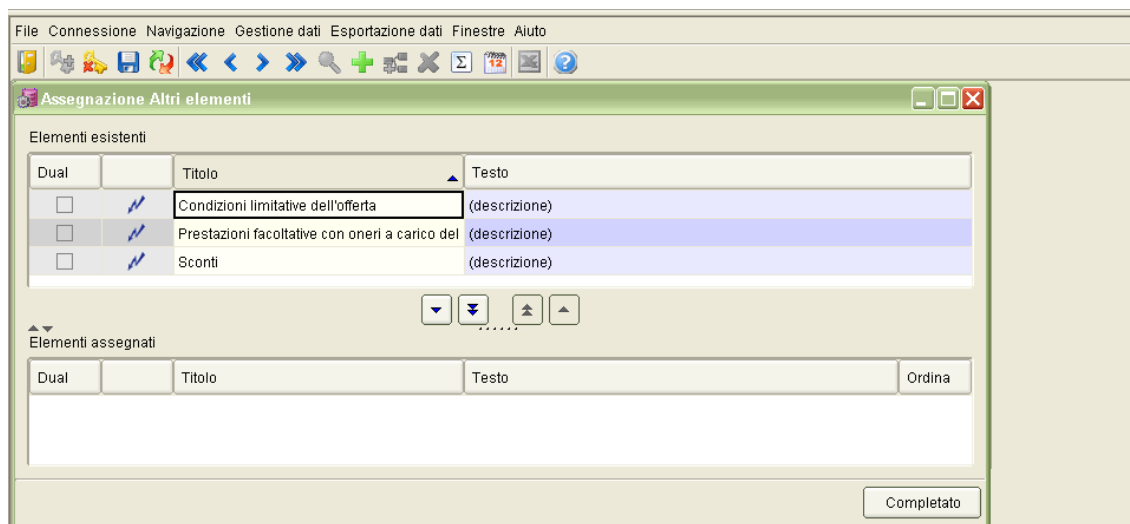 File Connessione Navigazione Gestione dati Esportazione dati Finestre Aiuto
Σ 12 ?
Assegnazione Altri elementi
Elementi esistenti
Dual Titolo Testo
Condizioni limitative dell'offerta (descrizione)
Prestazioni facoltative con oneri a carico del (descrizione)
Sconti (descrizione)
Elementi assegnati
Dual Titolo Testo Ordina
Completato